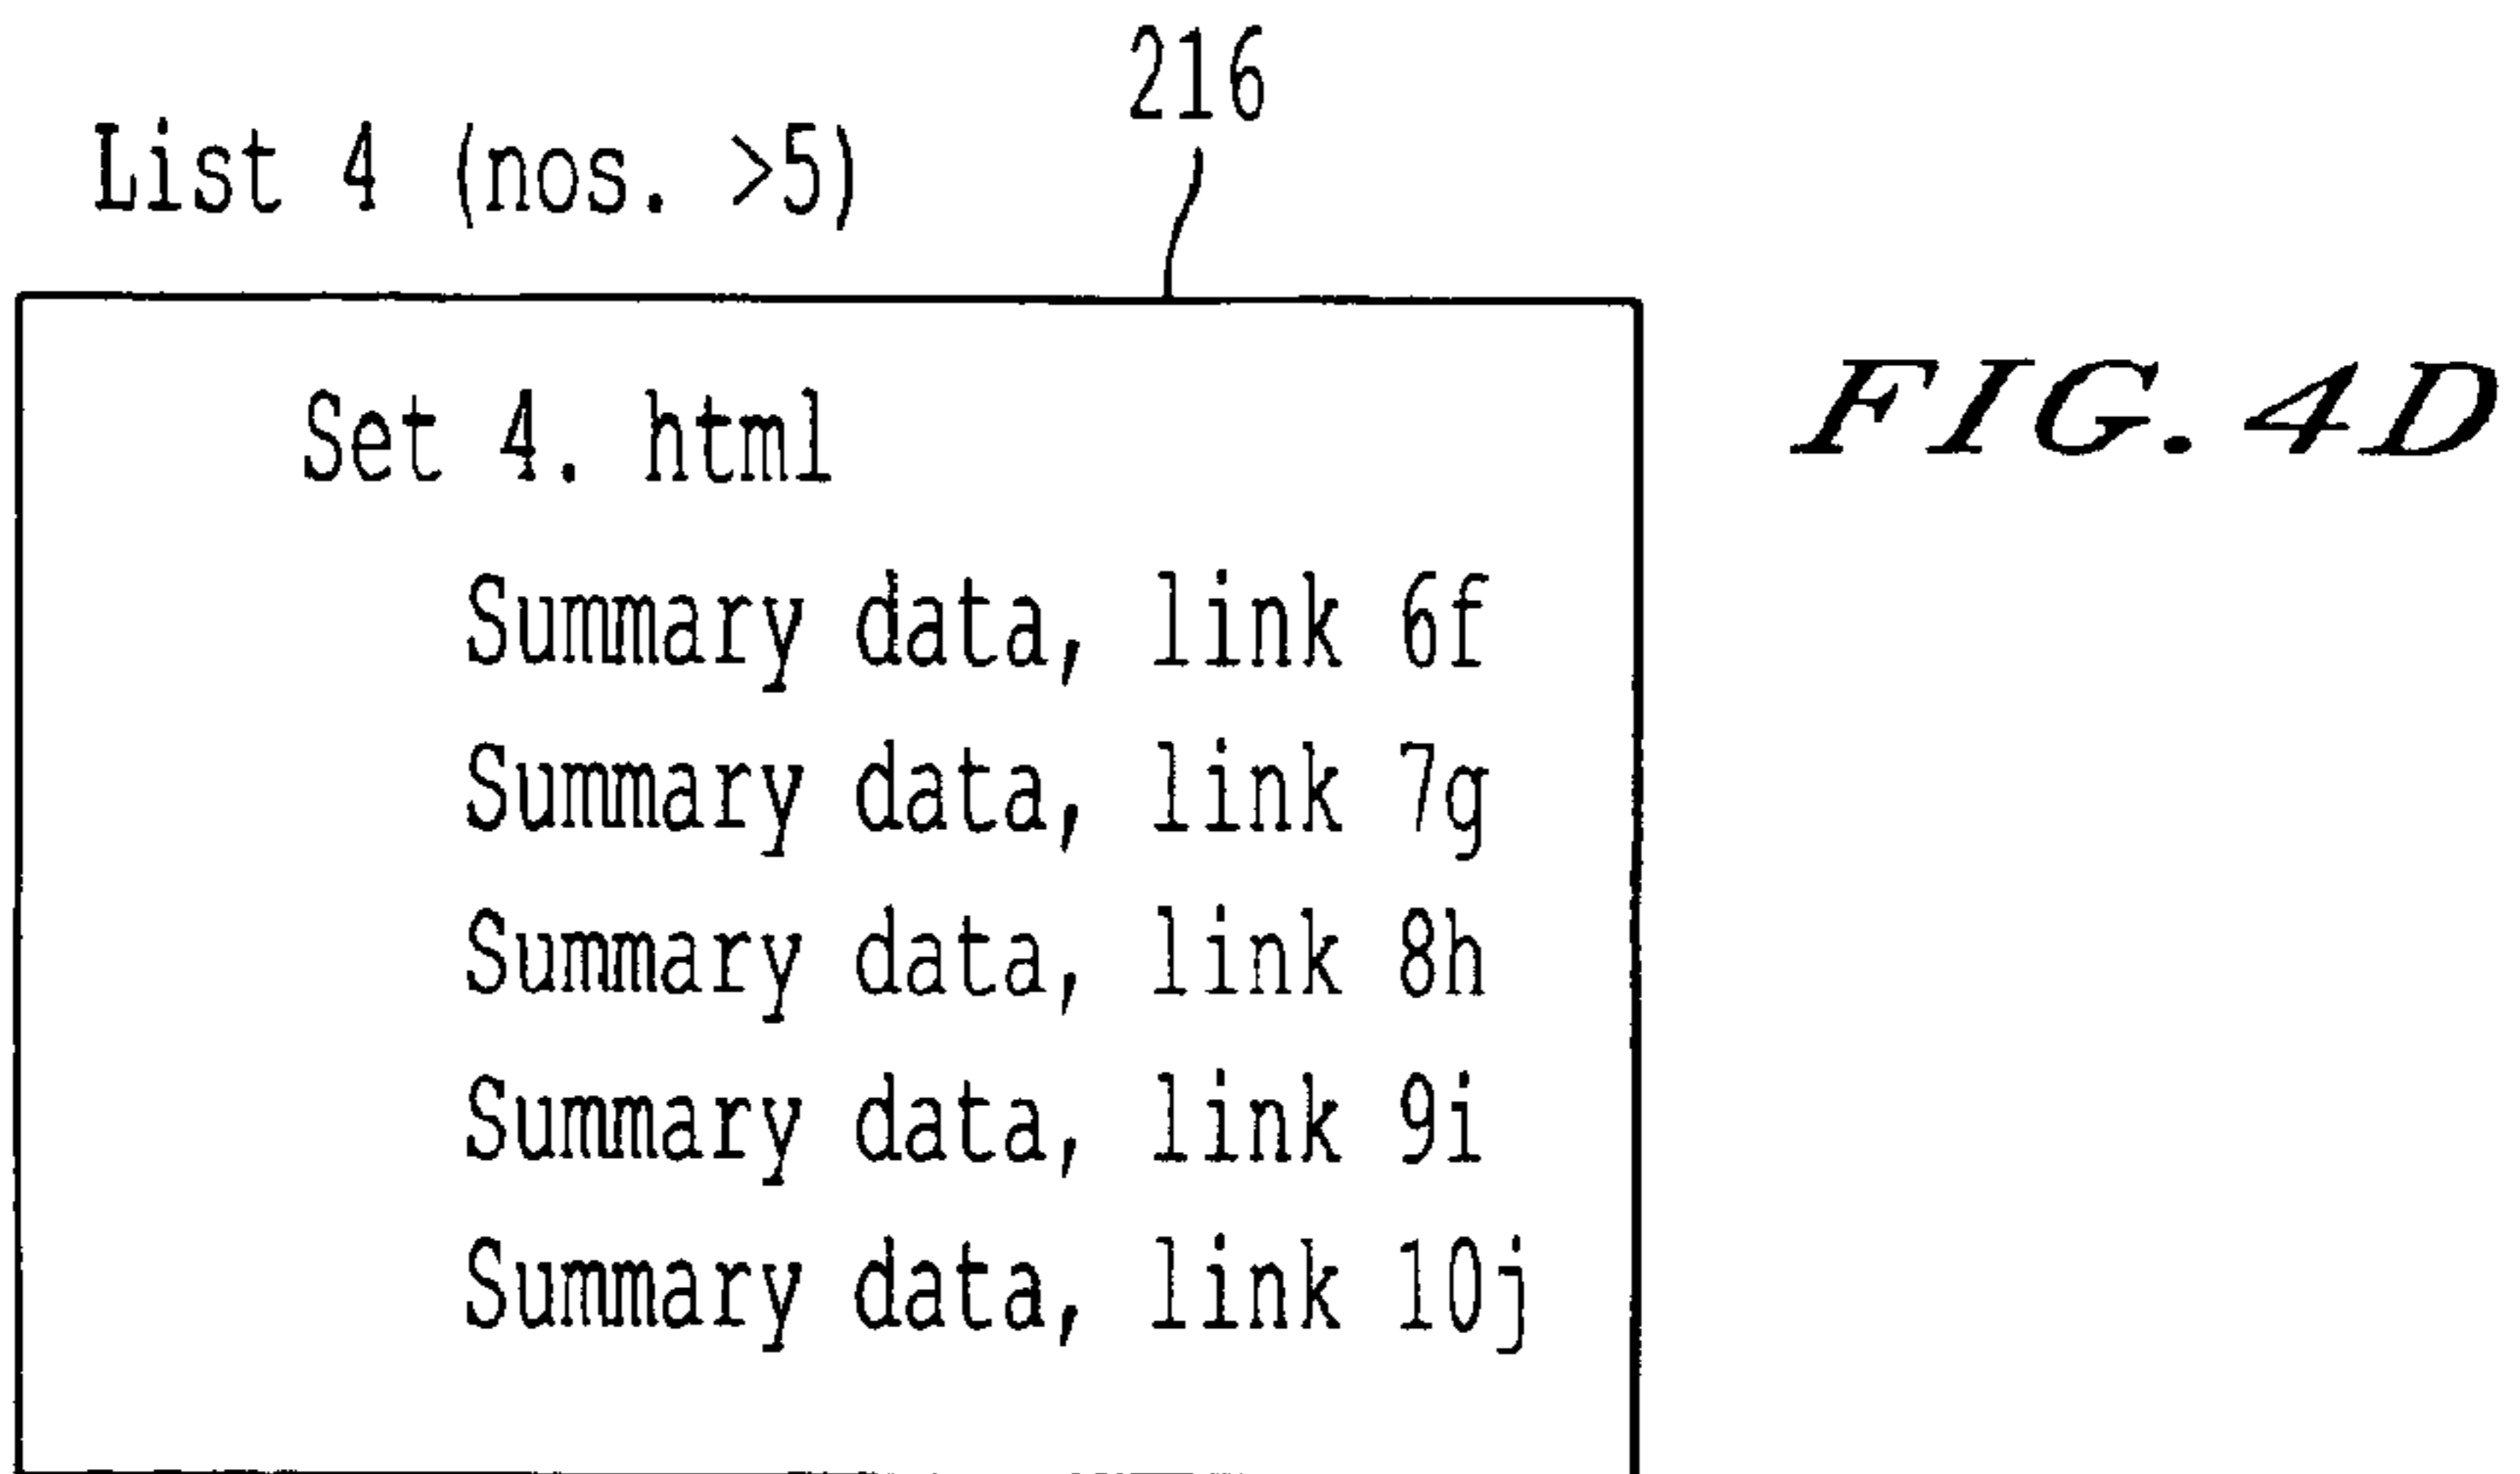 216
List 4 (nos. >5)
Set 4. html
FIG. 4D
Summary data, link 6f
Summary data, link 7g
Summary data, link 8h
Summary data, link 9i
Summary data, link 10j